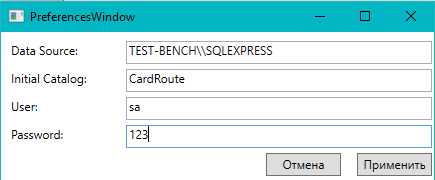 PreferencesWindow
Data Source: TEST-BENCH\\SQLEXPRESS
Initial Catalog: CardRoute
User: sa
Password: 123
Отмена Применить